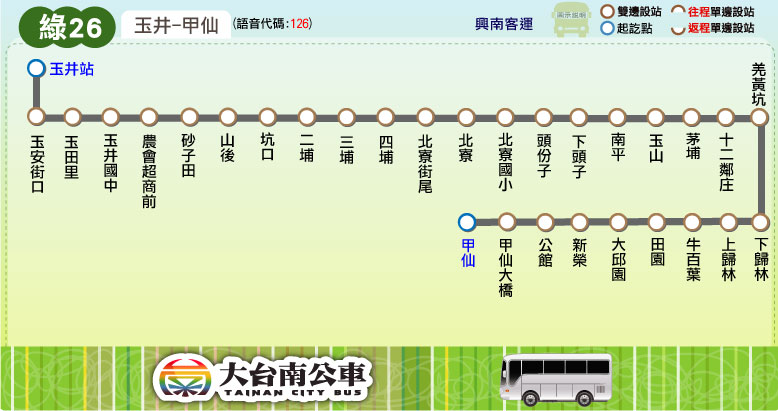 綠26
玉井-甲仙
(語音代碼:126)
興南客運
圖示說明
雙邊設站
往程單邊設站
起訖點
返程單邊設站
玉井站
玉安街口
玉田里
玉井國中
農會超商前
砂子田
山後
坑口
二埔
三埔
四埔
北寮街尾
北寮
北寮國小
頭份子
下頭子
南平
玉山
茅埔
十二鄰庄
羌黃坑
下歸林
上歸林
牛百葉
田園
大邱園
新榮
公館
甲仙大橋
甲仙
大台南公車
TAINAN CITY BUS